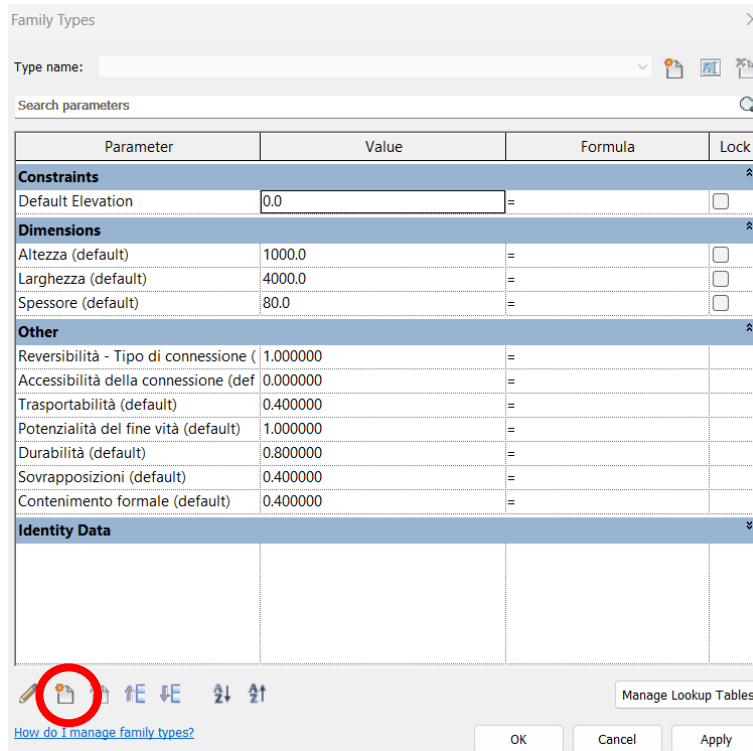 Family Types
Type name:
Search parameters
Parameter Value Formula Lock
Constraints
Default Elevation 0.0 =
Dimensions
Altezza (default) 1000.0 =
Larghezza (default) 4000.0 =
Spessore (default) 80.0 =
Other
Reversibilità - Tipo di connessione ( 1.000000 =
Accessibilità della connessione (def 0.000000 =
Trasportabilità (default) 0.400000 =
Potenzialità del fine vità (default) 1.000000 =
Durabilità (default) 0.800000 =
Sovrapposizioni (default) 0.400000 =
Contenimento formale (default) 0.400000 =
Identity Data
Manage Lookup Tables
How do I manage family types?
OK Cancel Apply